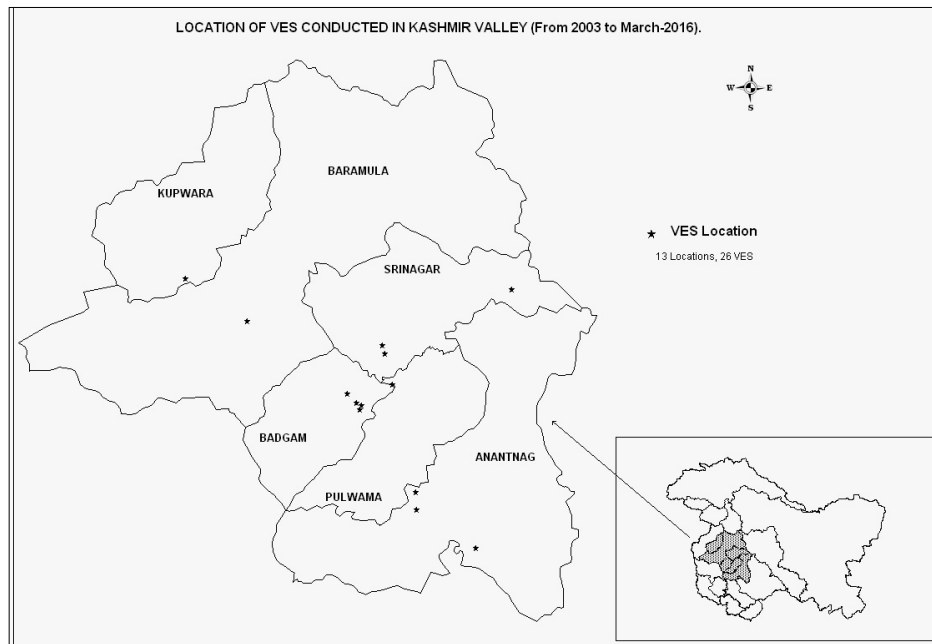 LOCATION OF VES CONDUCTED IN KASHMIR VALLEY (From 2003 to March-2016).
N
W E
S
BARAMULA
KUPWARA
VES Location
13 Locations, 26 VES
SRINAGAR
BADGAM
ANANTNAG
PULWAMA